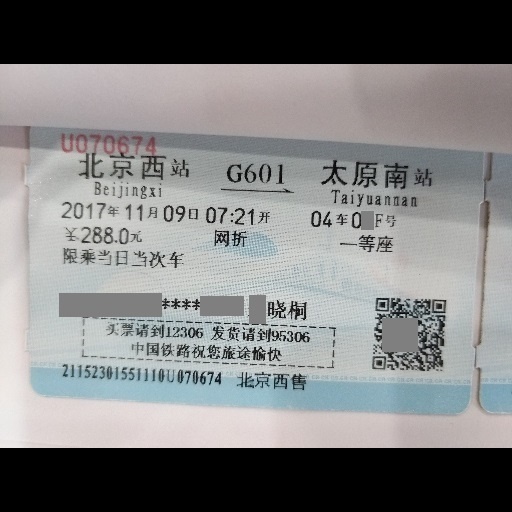 U070674
北京西站 G601 太原南站
Beijingxi Taiyuannan
2017年11月09日07:21开 04车0 F号
￥288.0元 网折 一等座
限乘当日当次车
**** 晓桐
买票请到12306 发货请到95306
中国铁路祝您旅途愉快
21152301551110U070674 北京西售